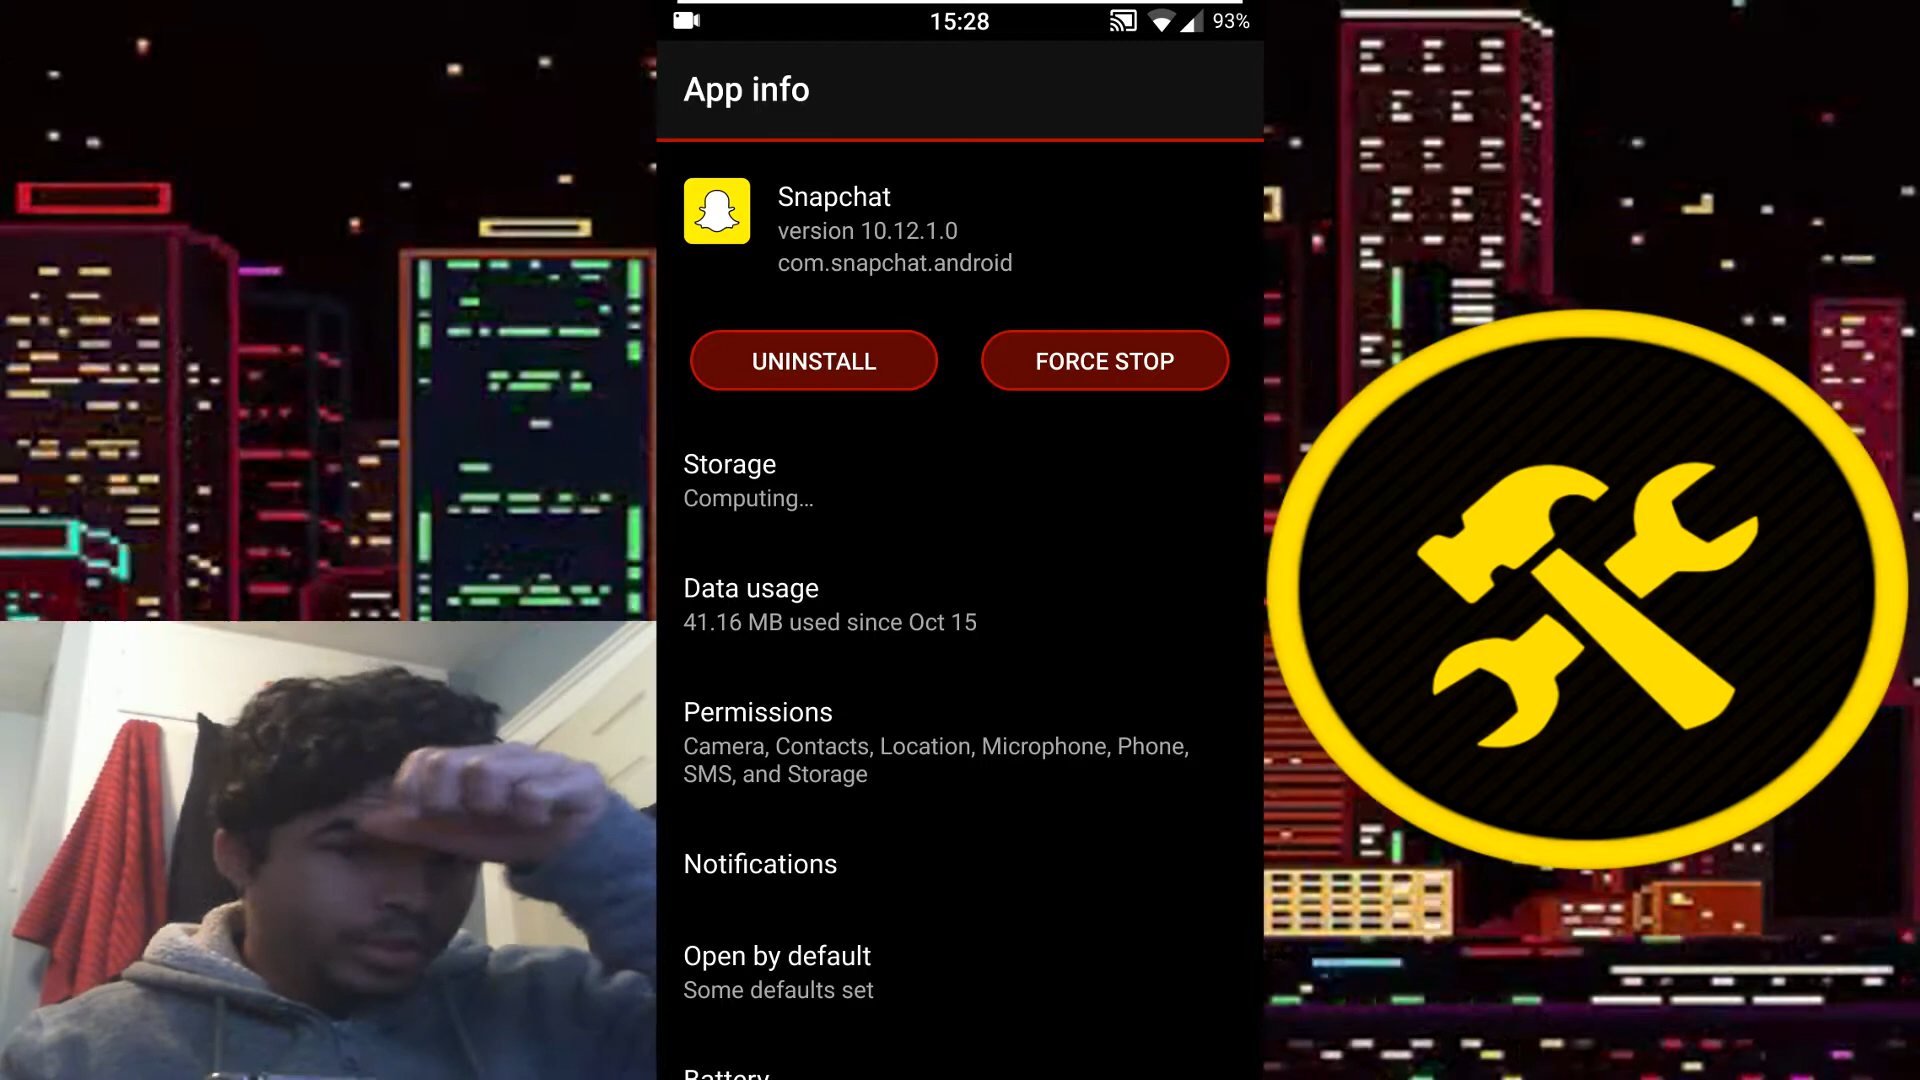 15:28
93%
App info
Snapchat
version 10.12.1.0
com.snapchat.android
UNINSTALL
FORCE STOP
Storage
Computing...
Data usage
41.16 MB used since Oct 15
Permissions
Camera, Contacts, Location, Microphone, Phone,
SMS, and Storage
Notifications
Open by default
Some defaults set
Battery